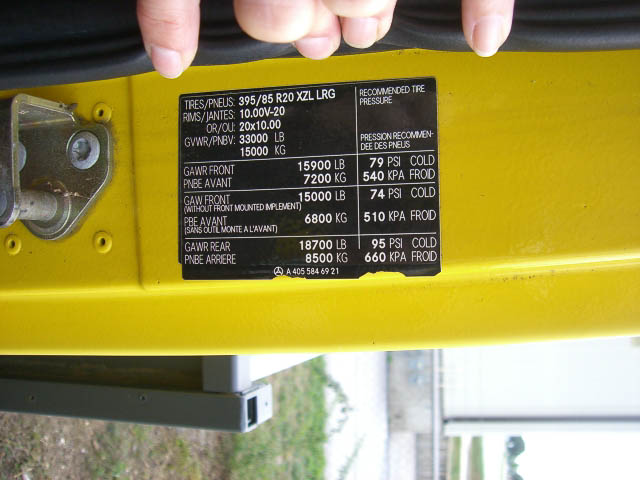 TIRES/PNEUS: 395/85 R20 XZL LRG
RIMS/JANTES: 10.00V-20
OR/OU: 20x10.00
GVWR/PNBV: 33000 LB
15000 KG
RECOMMENDED TIRE
PRESSURE
PRESSION RECOMMEN-
DEE DES PNEUS
GAWR FRONT 15900 LB 79 PSI COLD
PNBE AVANT 7200 KG 540 KPA FROID
GAW FRONT 15000 LB 74 PSI COLD
(WITHOUT FRONT MOUNTED IMPLEMENT)
PBE AVANT 6800 KG 510 KPA FROID
(SANS OUTIL MONTE A L'AVANT)
GAWR REAR 18700 LB 95 PSI COLD
PNBE ARRIERE 8500 KG 660 KPA FROID
A 405 584 69 21